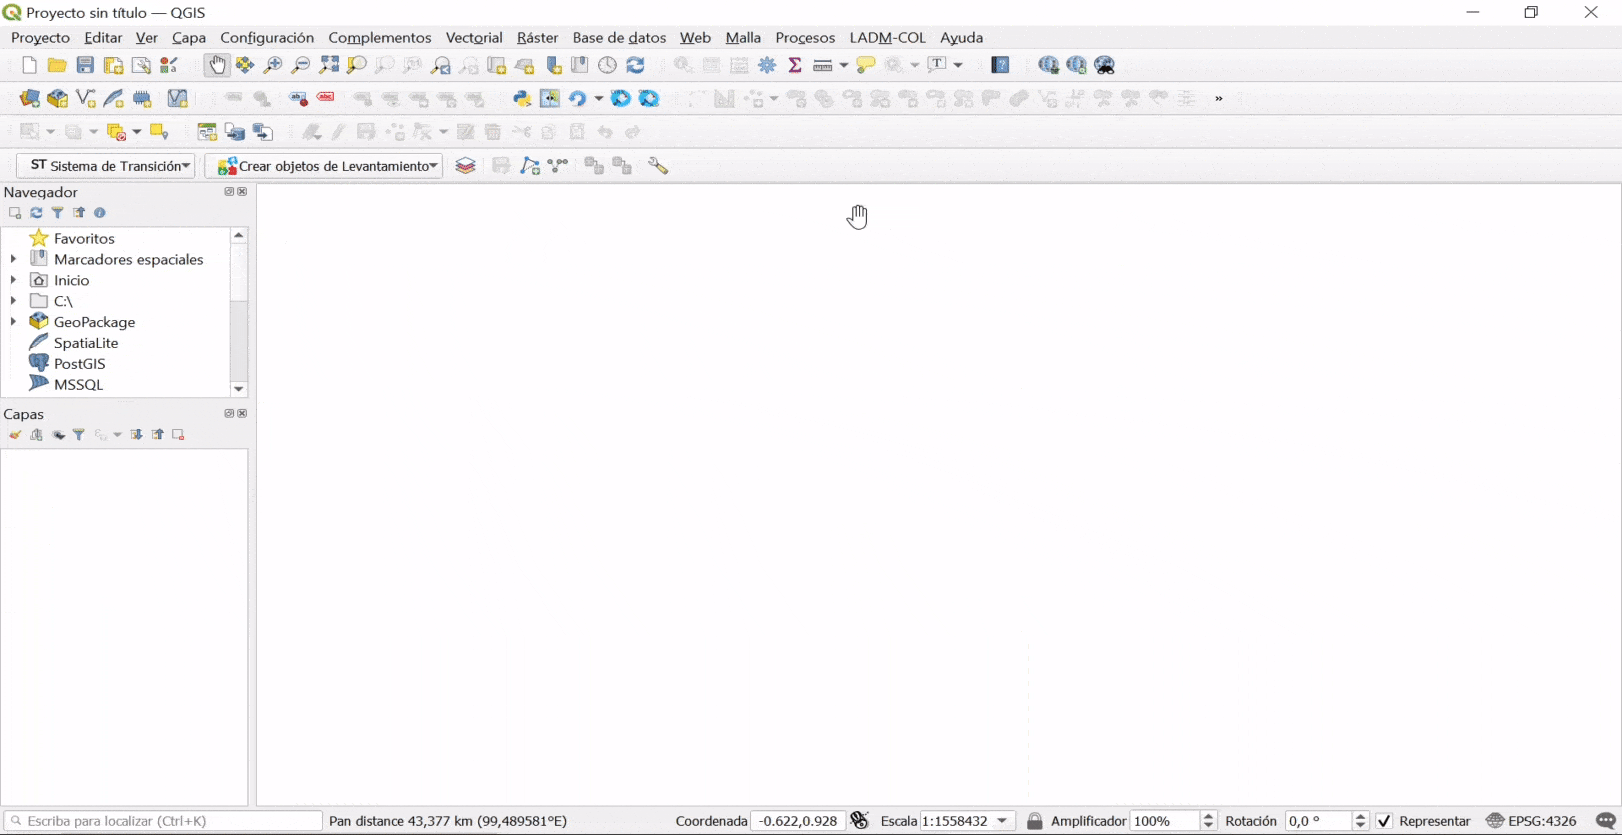 Proyecto sin título — QGIS
Proyecto Editar Ver Capa Configuración Complementos Vectorial Ráster Base de datos Web Malla Procesos LADM-COL Ayuda
ST Sistema de Transición Crear objetos de Levantamiento
Navegador
Favoritos
Marcadores espaciales
Inicio
C:\
GeoPackage
SpatiaLite
PostGIS
MSSQL
Capas
Escriba para localizar (Ctrl+K) Pan distance 43,377 km (99,489581°E) Coordenada -0.622,0.928 Escala 1:1558432 Amplificador 100% Rotación 0,0 ° Representar EPSG:4326